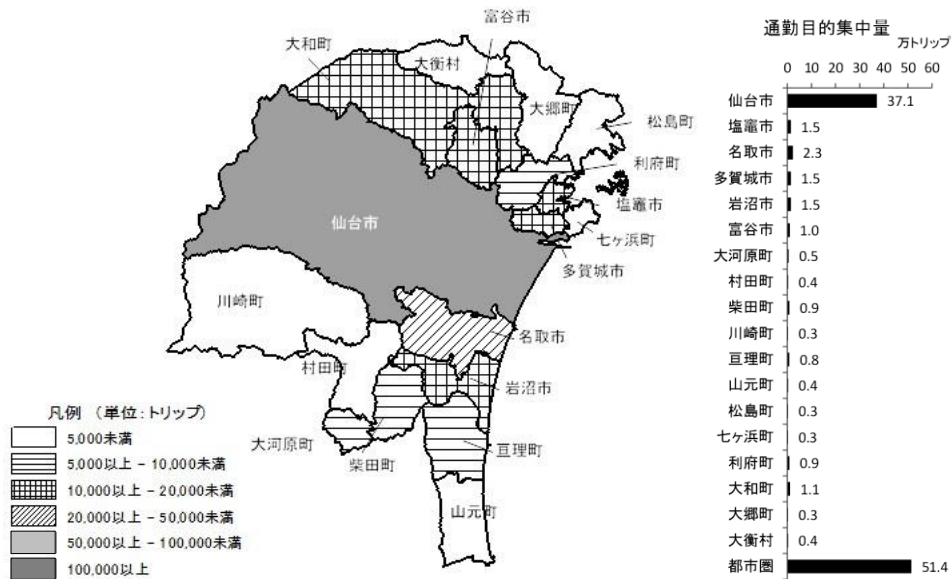 富谷市
大和町
大衡村
大郷町
松島町
利府町
塩竈市
仙台市
七ヶ浜町
多賀城市
川崎町
名取市
村田町
岩沼市
大河原町
柴田町
亘理町
山元町
凡例 (単位:トリップ)
5,000未満
5,000以上 - 10,000未満
10,000以上 - 20,000未満
20,000以上 - 50,000未満
50,000以上 - 100,000未満
100,000以上
通勤目的集中量
万トリップ
0 10 20 30 40 50 60
仙台市 37.1
塩竈市 1.5
名取市 2.3
多賀城市 1.5
岩沼市 1.5
富谷市 1.0
大河原町 0.5
村田町 0.4
柴田町 0.9
川崎町 0.3
亘理町 0.8
山元町 0.4
松島町 0.3
七ヶ浜町 0.3
利府町 0.9
大和町 1.1
大郷町 0.3
大衡村 0.4
都市圏 51.4